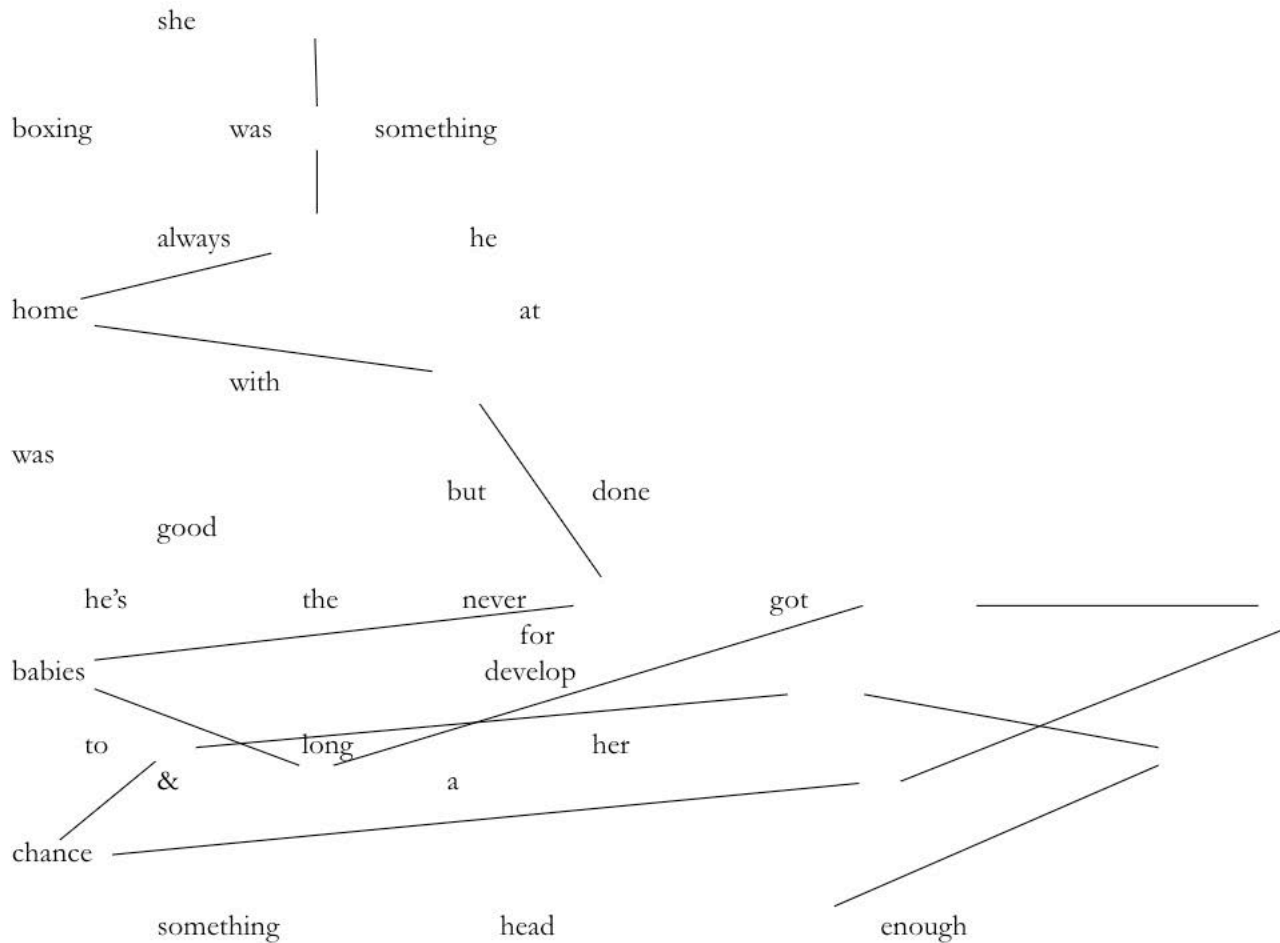 she
boxing was something
always he
home at
with
was
but done
good
he’s the never got
for
babies develop
to long her
& a
chance
something head enough